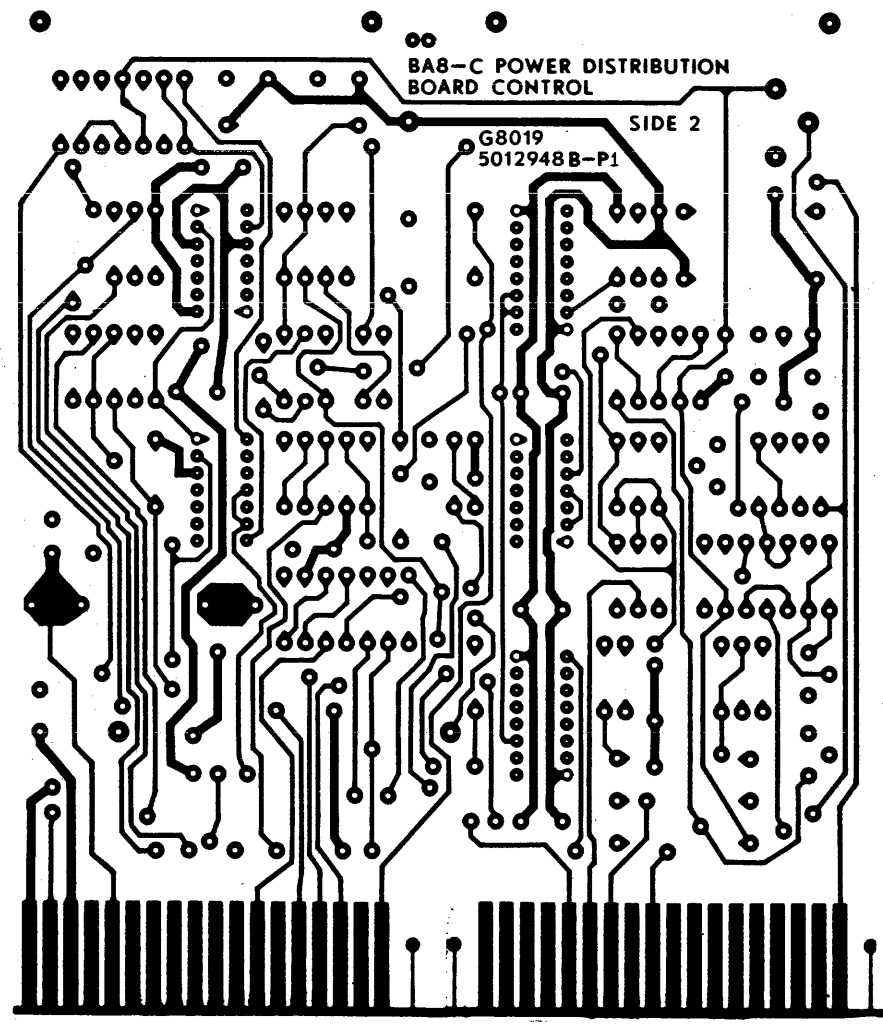 BA8-C POWER DISTRIBUTION
BOARD CONTROL
SIDE 2
G8019
5012948B-P1